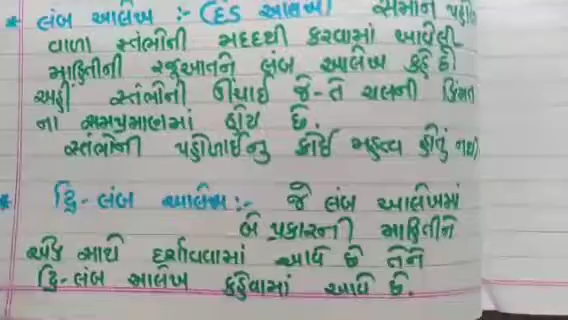 * લંબ આલેખ :- (દંડ આલેખ) સમાન પહોળા
વાળા સ્તંભોની મદદથી કરવામાં આવેલી
માહિતીની રજૂઆતને લંબ આલેખ કહે છે
અહીં સ્તંભોની ઊંચાઈ જે-તે ચલની કિંમત
ના સમપ્રમાણમાં હોય છે.
સ્તંભોની પહોળાઈનુ કોઈ મહત્વ હોતું નથી
* દ્વિ-લંબ આલેખ :- જે લંબ આલેખમાં
બે પ્રકારની માહિતીને
એક સાથે દર્શાવવામાં આવે છે તેને
દ્વિ-લંબ આલેખ કહેવામાં આવે છે.